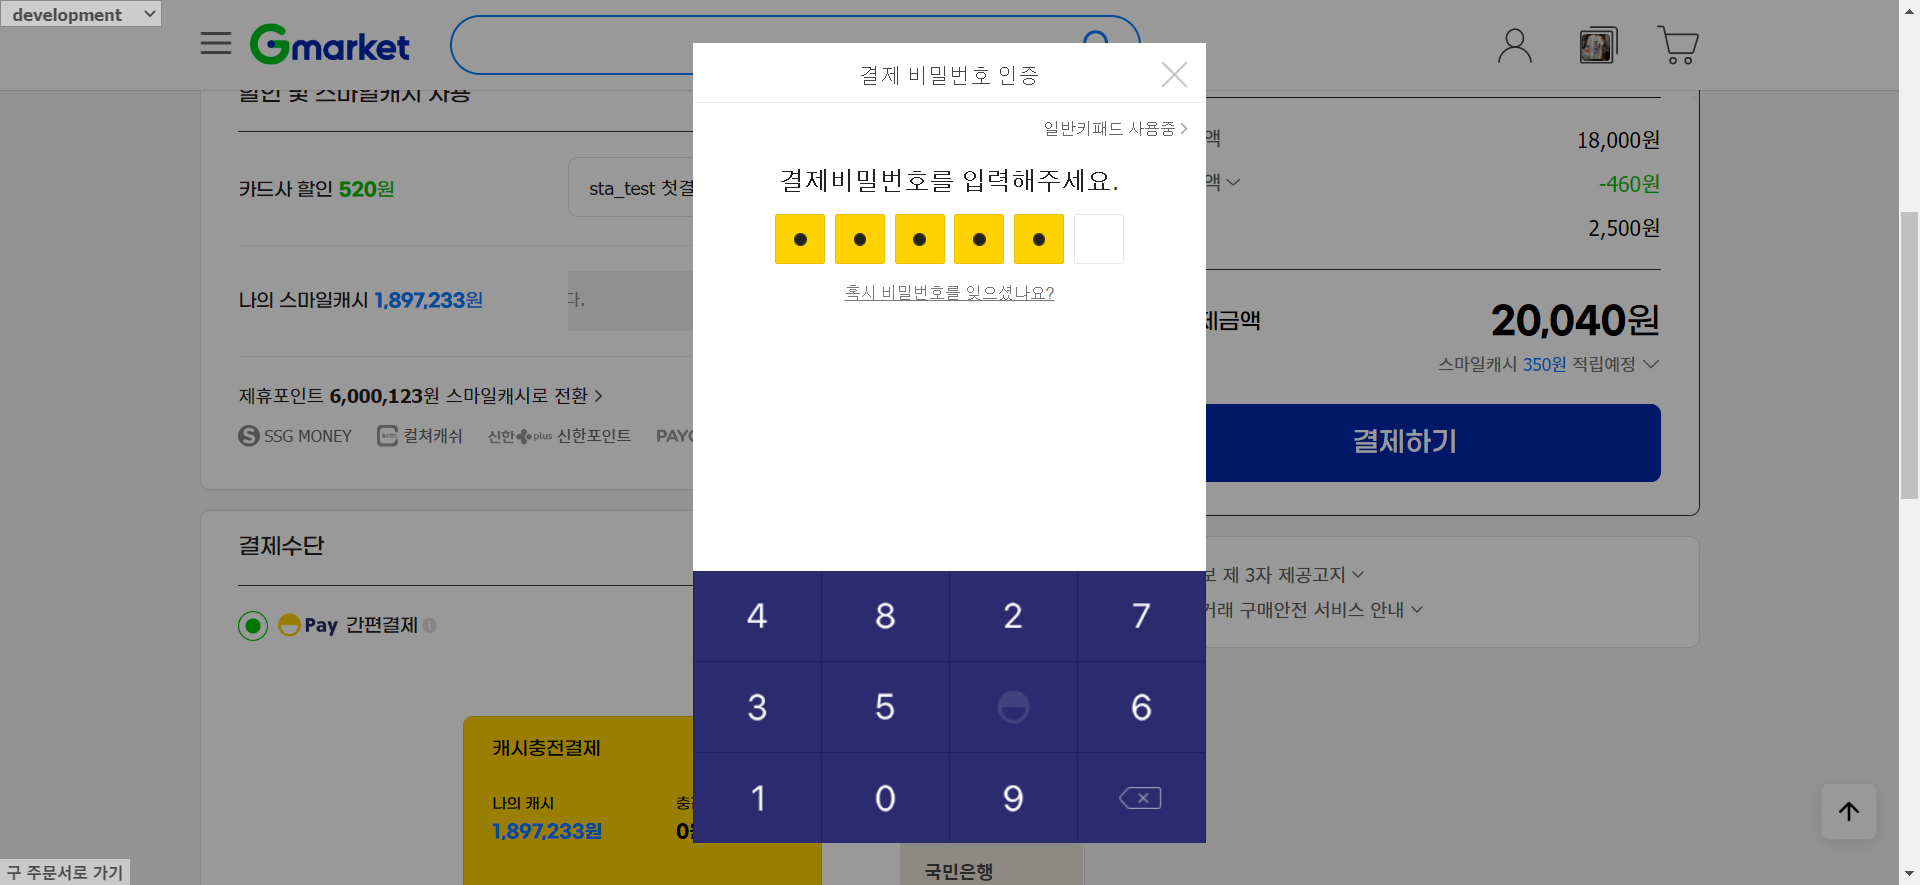 development
Gmarket
할인 및 스마일캐시 사용
카드사 할인 520원
sta_test 첫결
나의 스마일캐시 1,897,233원
다.
제휴포인트 6,000,123원 스마일캐시로 전환
SSG MONEY
컬쳐캐쉬
신한 plus 신한포인트
PAYC
결제수단
Pay 간편결제
캐시충전결제
나의 캐시
1,897,233원
충
구 주문서로 가기
결제 비밀번호 인증
일반키패드 사용중
결제비밀번호를 입력해주세요.
혹시 비밀번호를 잊으셨나요?
4 8 2 7
3 5 6
1 0 9
액 18,000원
액 -460원
2,500원
제금액 20,040원
스마일캐시 350원 적립예정
결제하기
보 제 3자 제공고지
거래 구매안전 서비스 안내
국민은행